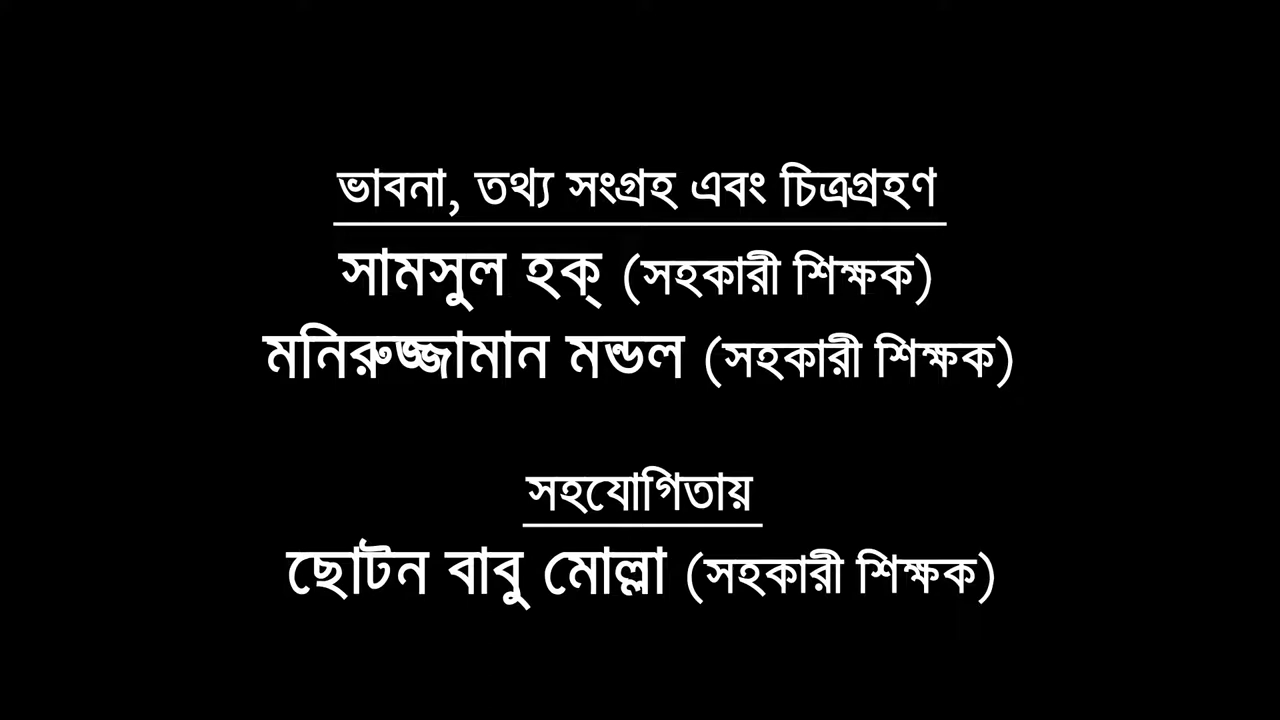 ভাবনা, তথ্য সংগ্রহ এবং চিত্রগ্রহণ
সামসুল হক্ (সহকারী শিক্ষক)
মনিরুজ্জামান মন্ডল (সহকারী শিক্ষক)
সহযোগিতায়
ছোটন বাবু মোল্লা (সহকারী শিক্ষক)